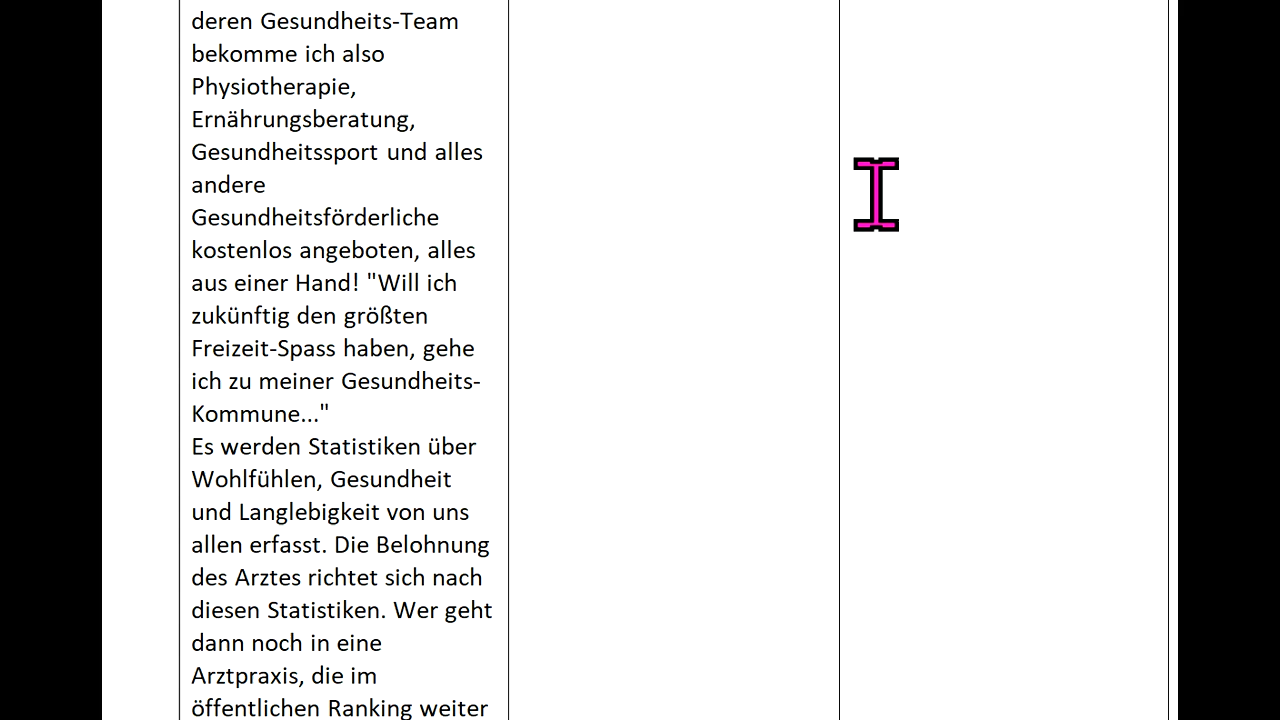 deren Gesundheits-Team
bekomme ich also
Physiotherapie,
Ernährungsberatung,
Gesundheitssport und alles
andere
Gesundheitsförderliche
kostenlos angeboten, alles
aus einer Hand! "Will ich
zukünftig den größten
Freizeit-Spass haben, gehe
ich zu meiner Gesundheits-
Kommune..."
Es werden Statistiken über
Wohlfühlen, Gesundheit
und Langlebigkeit von uns
allen erfasst. Die Belohnung
des Arztes richtet sich nach
diesen Statistiken. Wer geht
dann noch in eine
Arztpraxis, die im
öffentlichen Ranking weiter